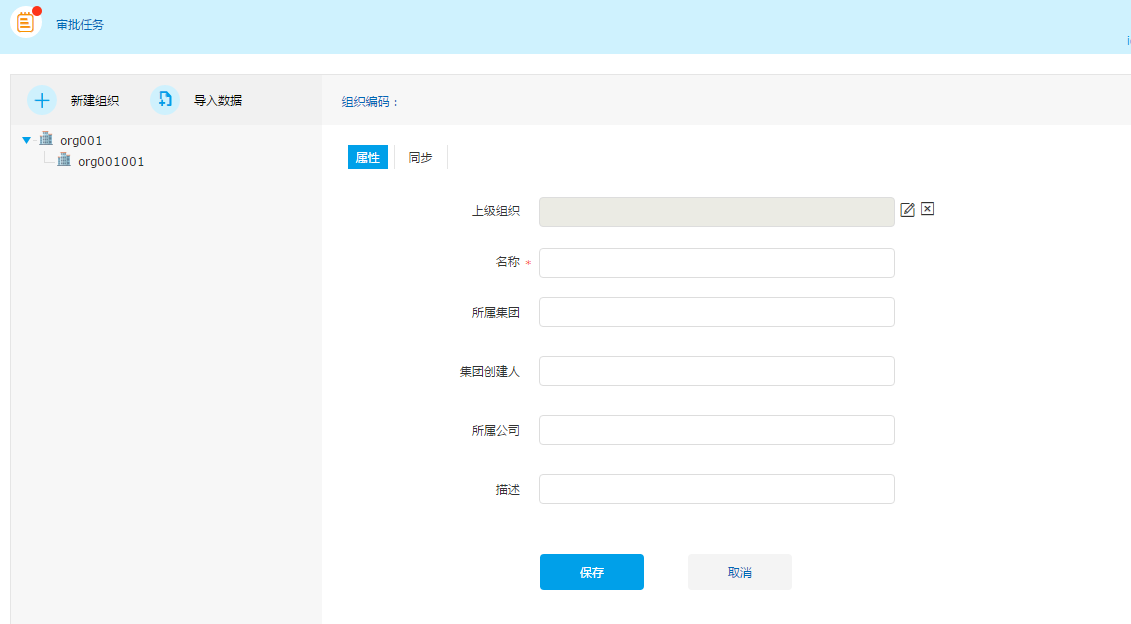 审批任务
新建组织
导入数据
组织编码：
org001
org001001
属性
同步
上级组织
名称 *
所属集团
集团创建人
所属公司
描述
保存
取消